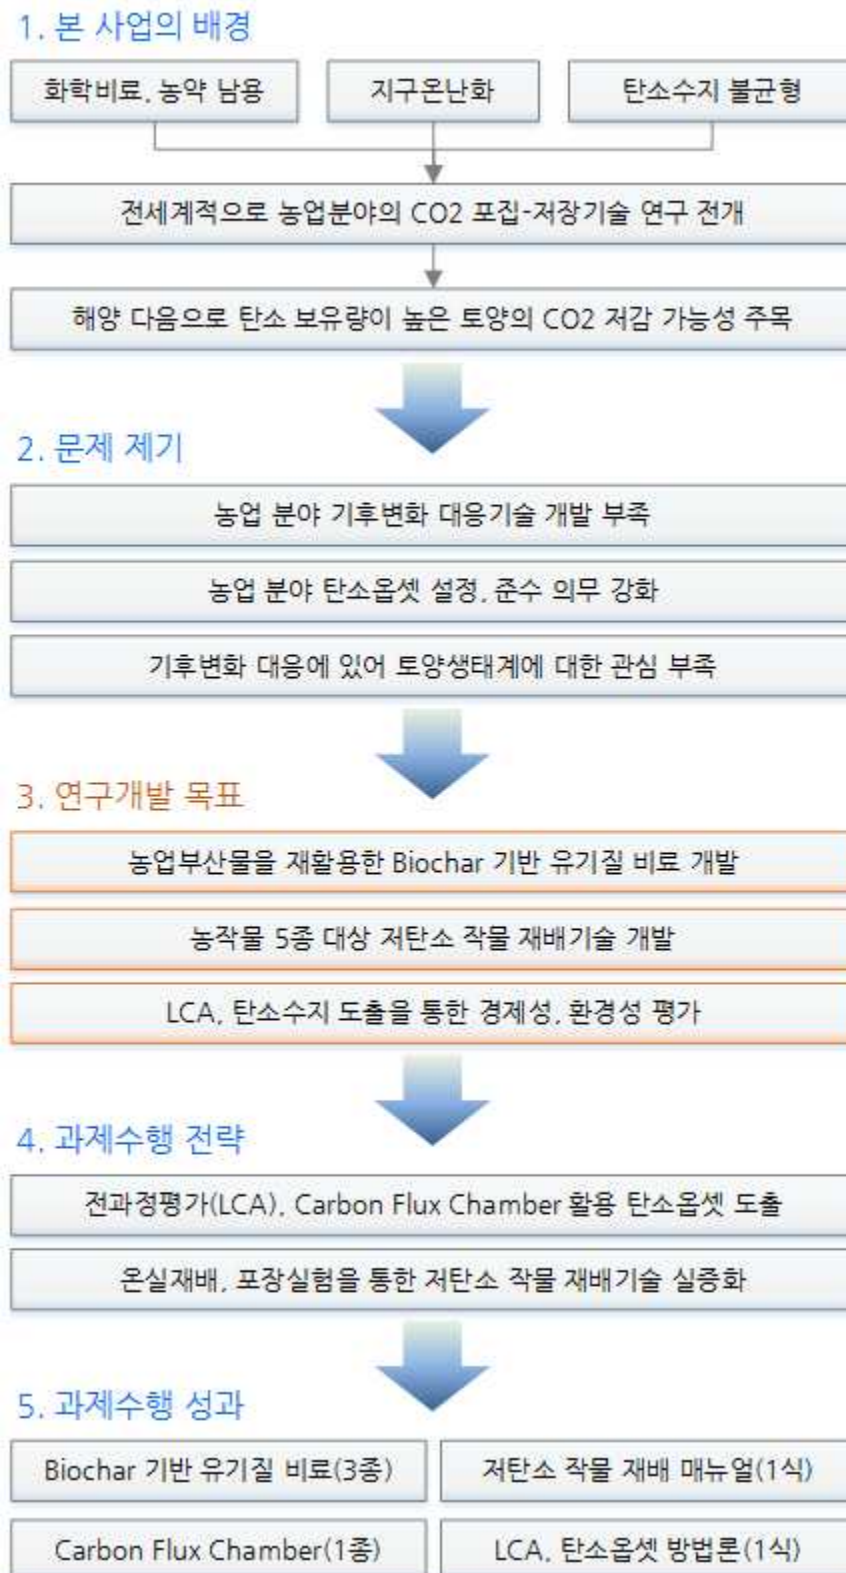 1. 본 사업의 배경
화학비료, 농약 남용
지구온난화
탄소수지 불균형
전세계적으로 농업분야의 CO2 포집-저장기술 연구 전개
해양 다음으로 탄소 보유량이 높은 토양의 CO2 저감 가능성 주목
2. 문제 제기
농업 분야 기후변화 대응기술 개발 부족
농업 분야 탄소옵셋 설정, 준수 의무 강화
기후변화 대응에 있어 토양생태계에 대한 관심 부족
3. 연구개발 목표
농업부산물을 재활용한 Biochar 기반 유기질 비료 개발
농작물 5종 대상 저탄소 작물 재배기술 개발
LCA, 탄소수지 도출을 통한 경제성, 환경성 평가
4. 과제수행 전략
전과정평가(LCA), Carbon Flux Chamber 활용 탄소옵셋 도출
온실재배, 포장실험을 통한 저탄소 작물 재배기술 실증화
5. 과제수행 성과
Biochar 기반 유기질 비료(3종)
저탄소 작물 재배 매뉴얼(1식)
Carbon Flux Chamber(1종)
LCA, 탄소옵셋 방법론(1식)